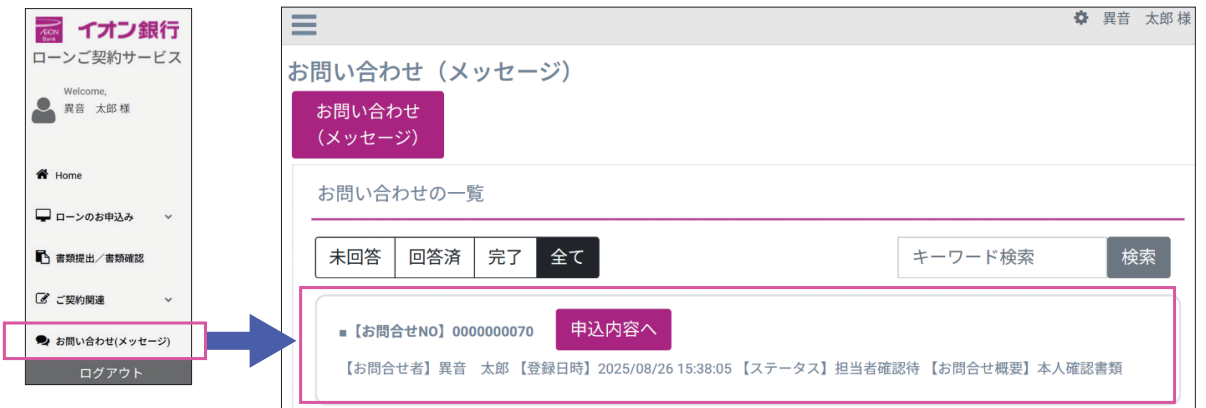 AEON Bank イオン銀行
ローンご契約サービス
Welcome,
異音 太郎 様
Home
ローンのお申込み
書類提出／書類確認
ご契約関連
お問い合わせ(メッセージ)
ログアウト
異音 太郎 様
お問い合わせ（メッセージ）
お問い合わせ
（メッセージ）
お問い合わせの一覧
未回答 回答済 完了 全て キーワード検索 検索
■【お問合せNO】0000000070 申込内容へ
【お問合せ者】異音 太郎 【登録日時】2025/08/26 15:38:05 【ステータス】担当者確認待 【お問合せ概要】本人確認書類